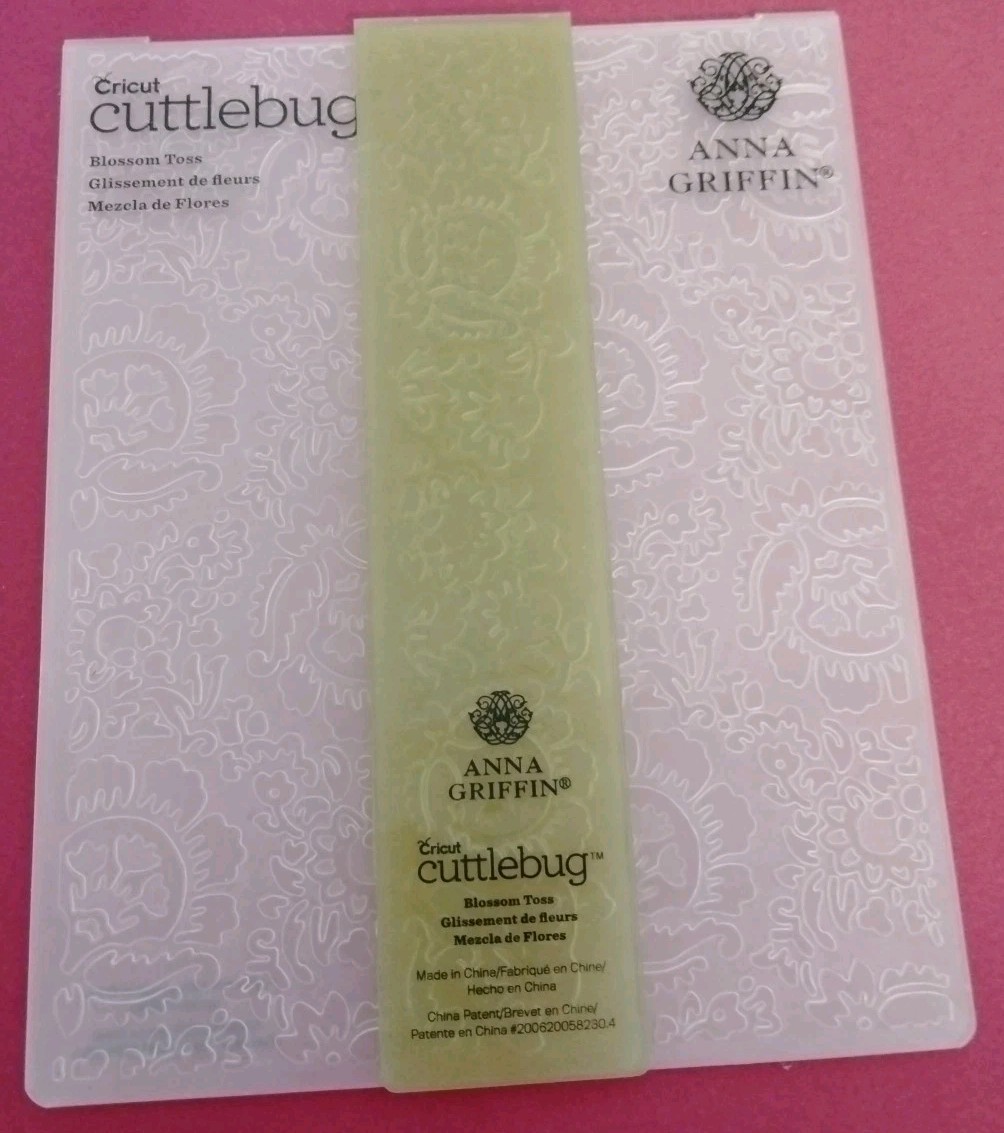 Cricut
cuttlebug
Blossom Toss
Glissement de fleurs
Mezcla de Flores
ANNA
GRIFFIN®
ANNA
GRIFFIN®
Cricut
cuttlebug™
Blossom Toss
Glissement de fleurs
Mezcla de Flores
Made in China/Fabriqué en Chine/
Hecho en China
China Patent/Brevet en Chine/
Patente en China #200620058230.4